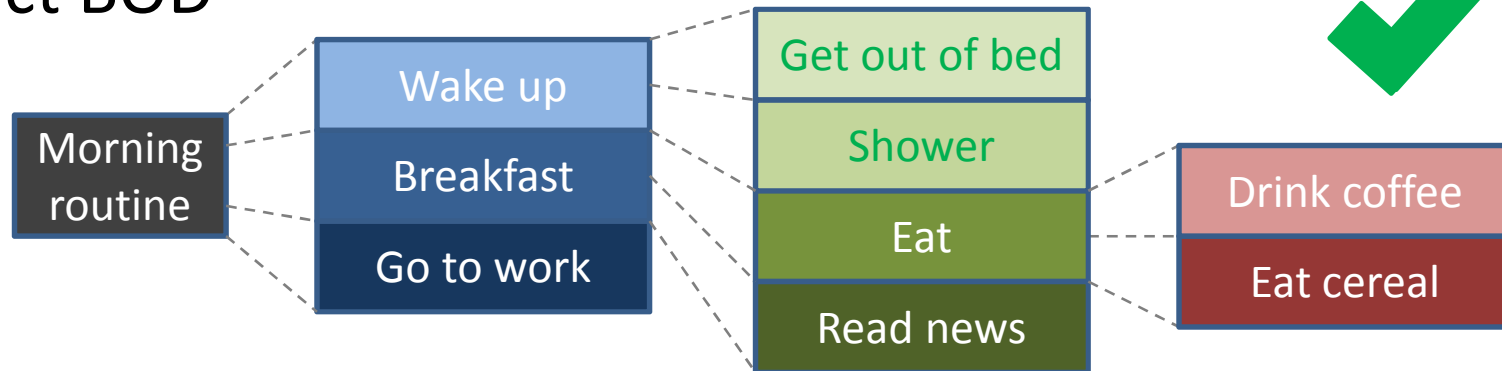 Morning
routine
Wake up
Breakfast
Go to work
Get out of bed
Shower
Eat
Read news
Drink coffee
Eat cereal